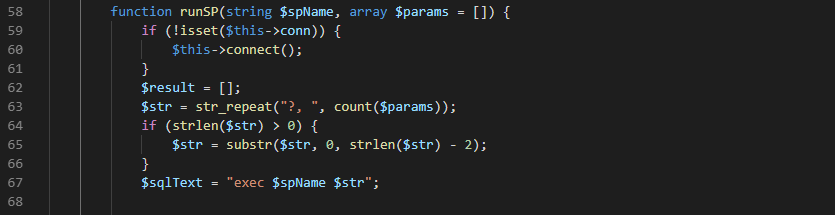 58 function runSP(string $spName, array $params = []) {
59 if (!isset($this->conn)) {
60 $this->connect();
61 }
62 $result = [];
63 $str = str_repeat("?, ", count($params));
64 if (strlen($str) > 0) {
65 $str = substr($str, 0, strlen($str) - 2);
66 }
67 $sqlText = "exec $spName $str";
68